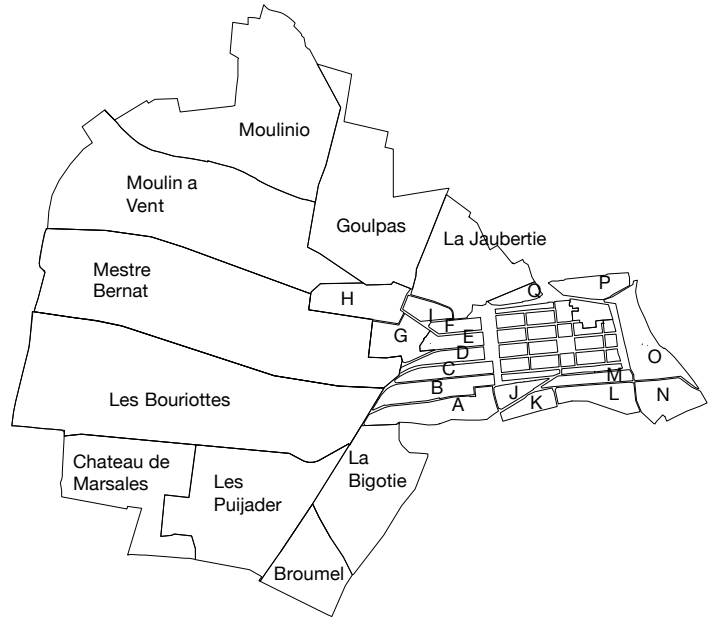 Moulinio
Moulin a
Vent
Goulpas
La Jaubertie
Mestre
Bernat
H
Q
P
I
F
G
E
D
O
C
M
B
J
L
N
Les Bouriottes
A
K
Chateau de
Marsales
La
Bigotie
Les
Puijader
Broumel